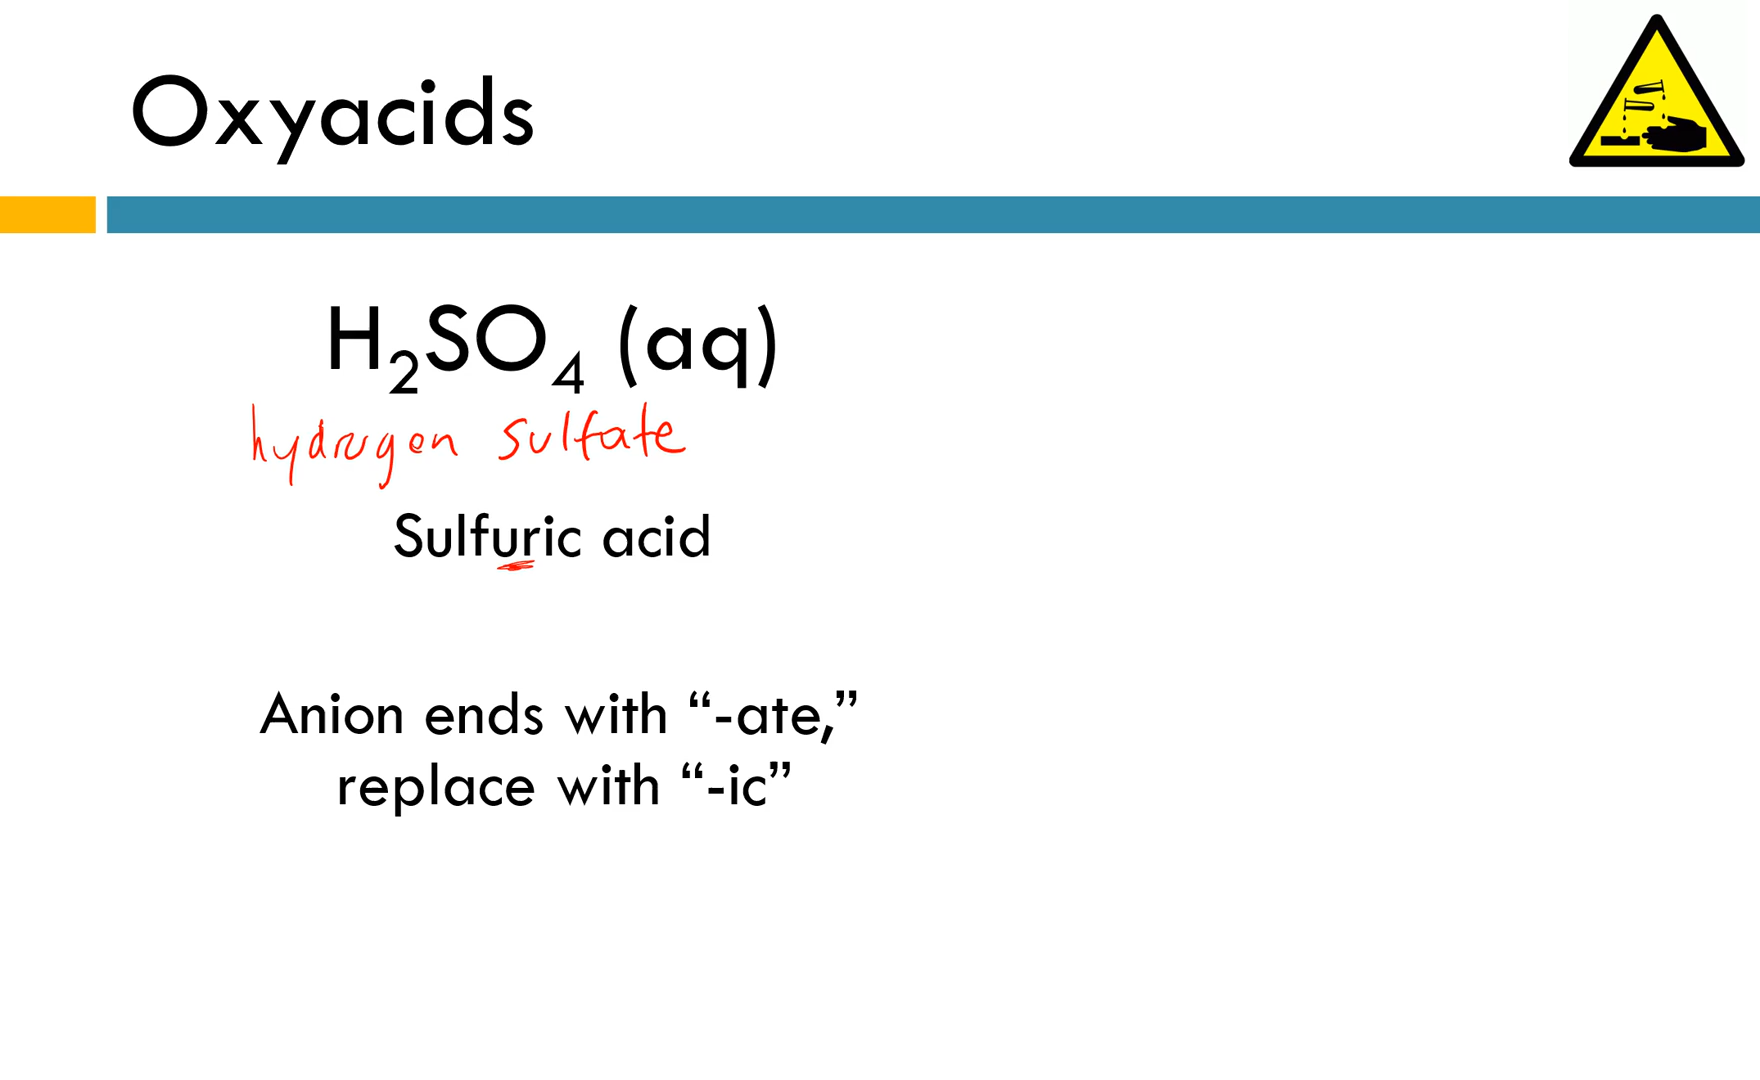 Oxyacids
H₂SO₄ (aq)
hydrogen sulfate
Sulfuric acid
Anion ends with “-ate,”
replace with “-ic”